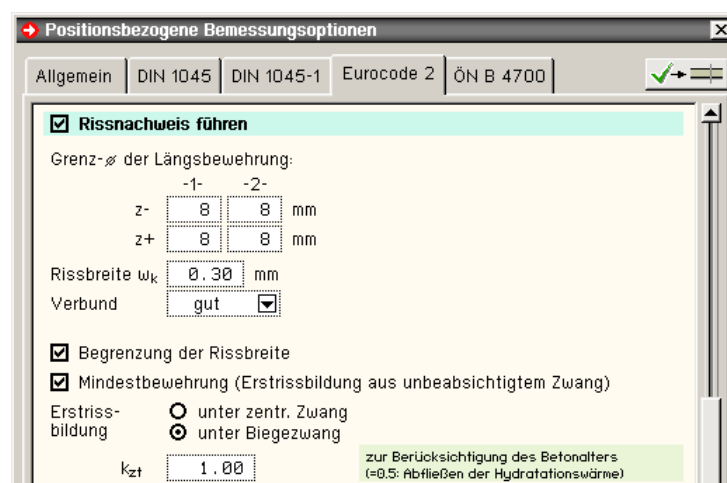 Positionsbezogene Bemessungsoptionen
Allgemein DIN 1045 DIN 1045-1 Eurocode 2 ÖN B 4700
Rissnachweis führen
Grenz-⌀ der Längsbewehrung:
-1- -2-
z- 8 8 mm
z+ 8 8 mm
Rissbreite wk 0.30 mm
Verbund gut
Begrenzung der Rissbreite
Mindestbewehrung (Erstrissbildung aus unbeabsichtigtem Zwang)
Erstriss- unter zentr. Zwang
bildung unter Biegezwang
kzt 1.00
zur Berücksichtigung des Betonalters
(=0.5: Abfließen der Hydratationswärme)